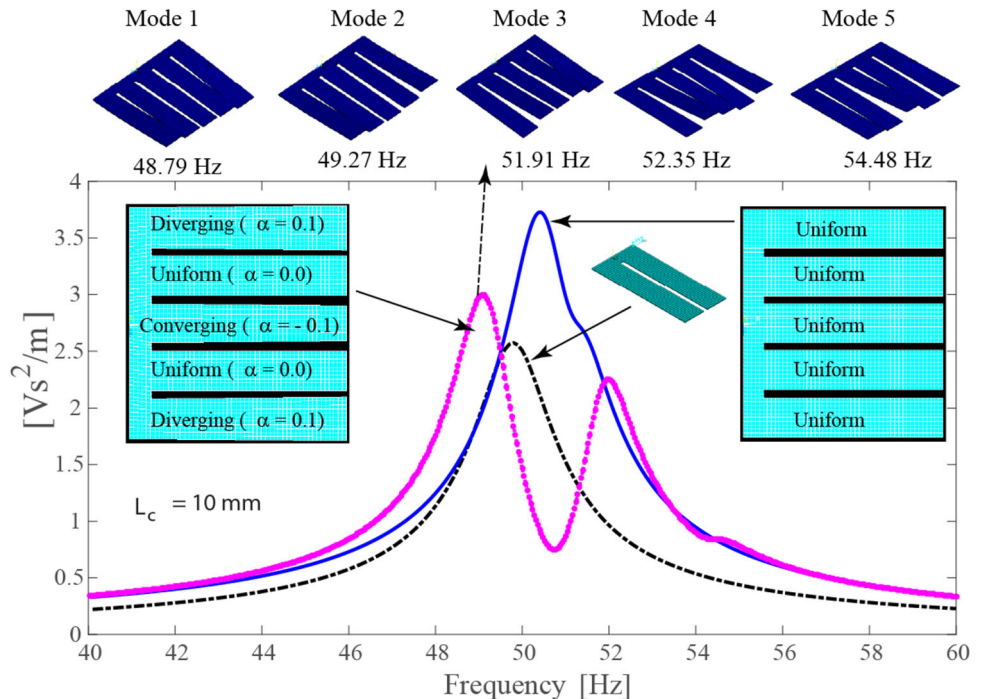 Mode 1 Mode 2 Mode 3 Mode 4 Mode 5
48.79 Hz 49.27 Hz 51.91 Hz 52.35 Hz 54.48 Hz
4
3.5
3
2.5
2
1.5
1
0.5
0
[Vs²/m]
Diverging ( α = 0.1)
Uniform ( α = 0.0)
Converging ( α = - 0.1)
Uniform ( α = 0.0)
Diverging ( α = 0.1)
Uniform
Uniform
Uniform
Uniform
Uniform
L_c = 10 mm
40 42 44 46 48 50 52 54 56 58 60
Frequency [Hz]